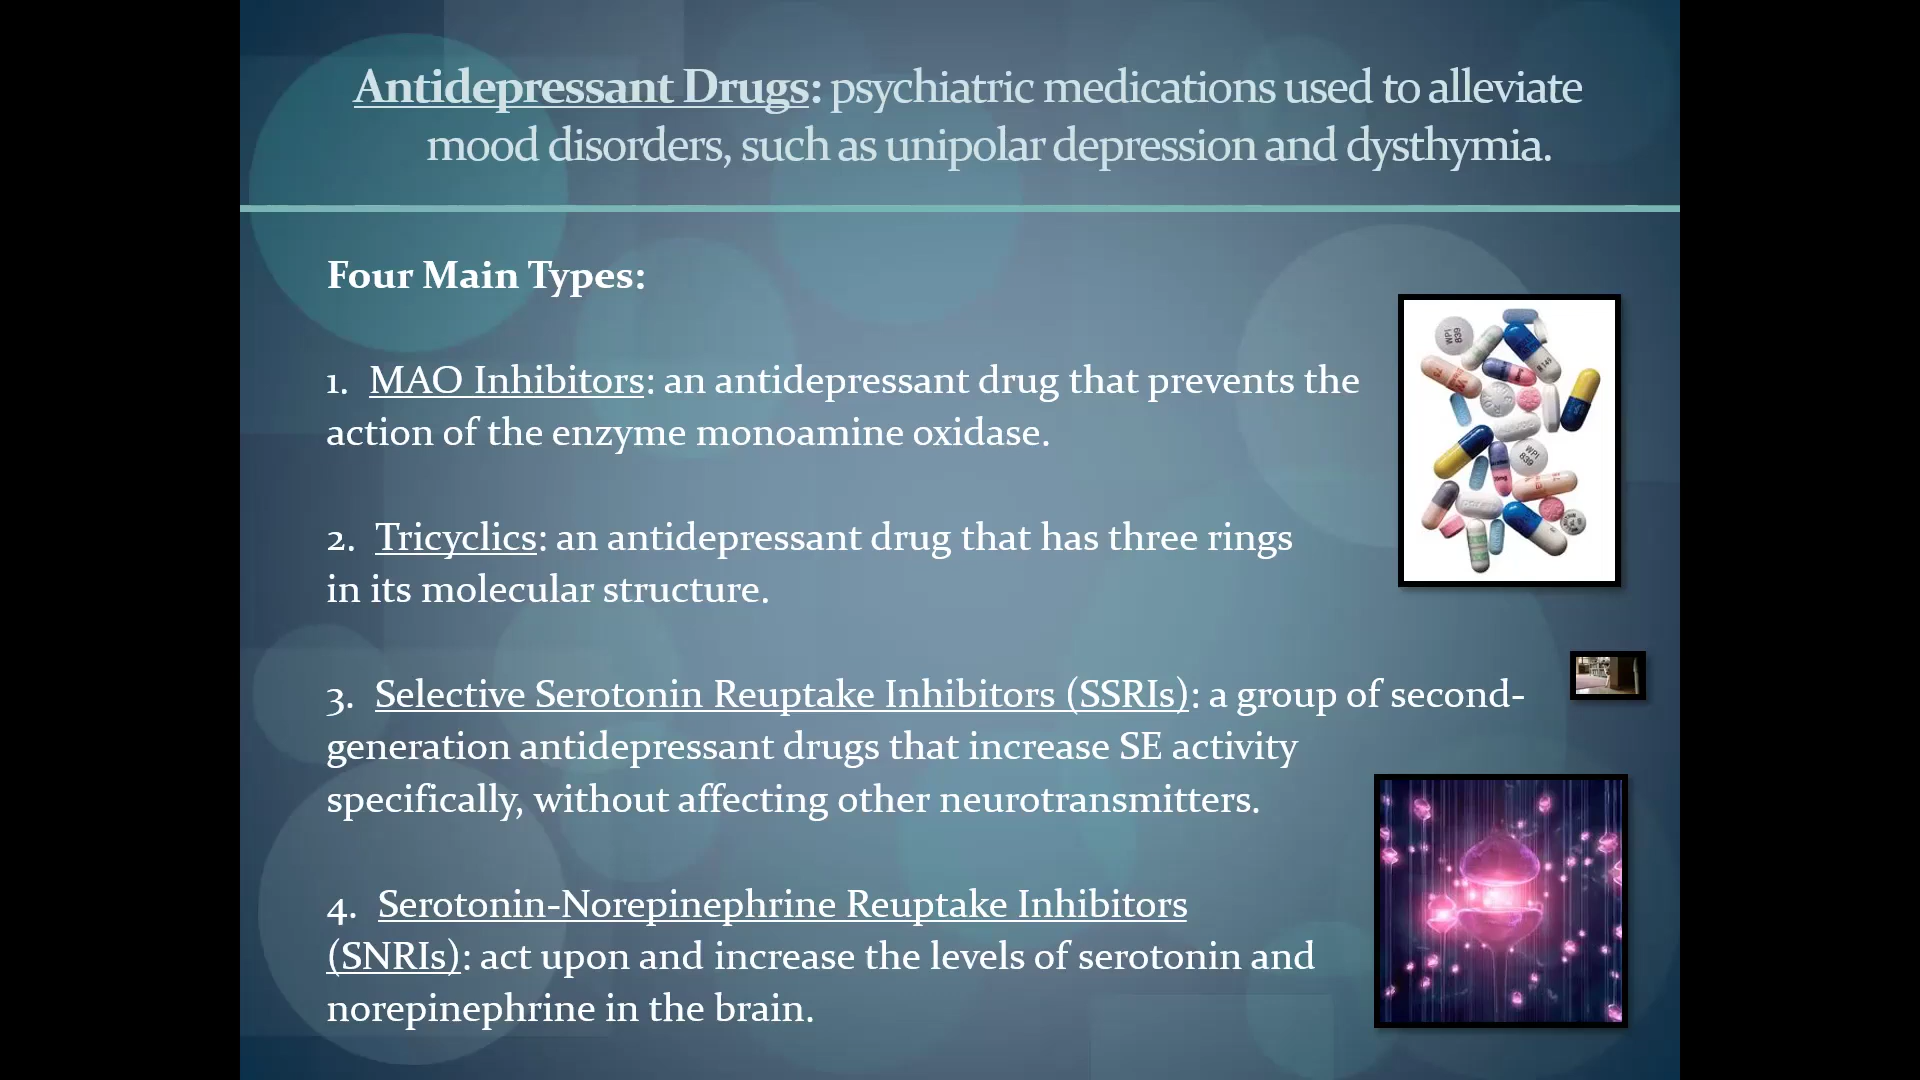 Antidepressant Drugs: psychiatric medications used to alleviate
mood disorders, such as unipolar depression and dysthymia.
Four Main Types:
1. MAO Inhibitors: an antidepressant drug that prevents the
action of the enzyme monoamine oxidase.
2. Tricyclics: an antidepressant drug that has three rings
in its molecular structure.
3. Selective Serotonin Reuptake Inhibitors (SSRIs): a group of second-
generation antidepressant drugs that increase SE activity
specifically, without affecting other neurotransmitters.
4. Serotonin-Norepinephrine Reuptake Inhibitors
(SNRIs): act upon and increase the levels of serotonin and
norepinephrine in the brain.
WPI
839
WPI
839